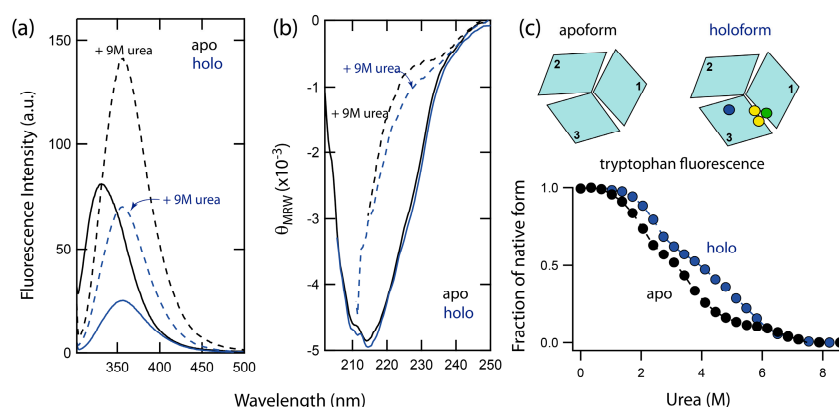 (a)
Fluorescence Intensity (a.u.)
150
100
50
0
+ 9M urea
apo
holo
+ 9M urea
350
400
450
500
(b)
θMRW (x10-3)
0
-1
-2
-3
-4
-5
+ 9M urea
+ 9M urea
apo
holo
210
220
230
240
250
Wavelength (nm)
(c)
apoform
holoform
2
1
3
2
1
3
tryptophan fluorescence
Fraction of native form
1.0
0.5
0.0
holo
apo
0
2
4
6
8
Urea (M)